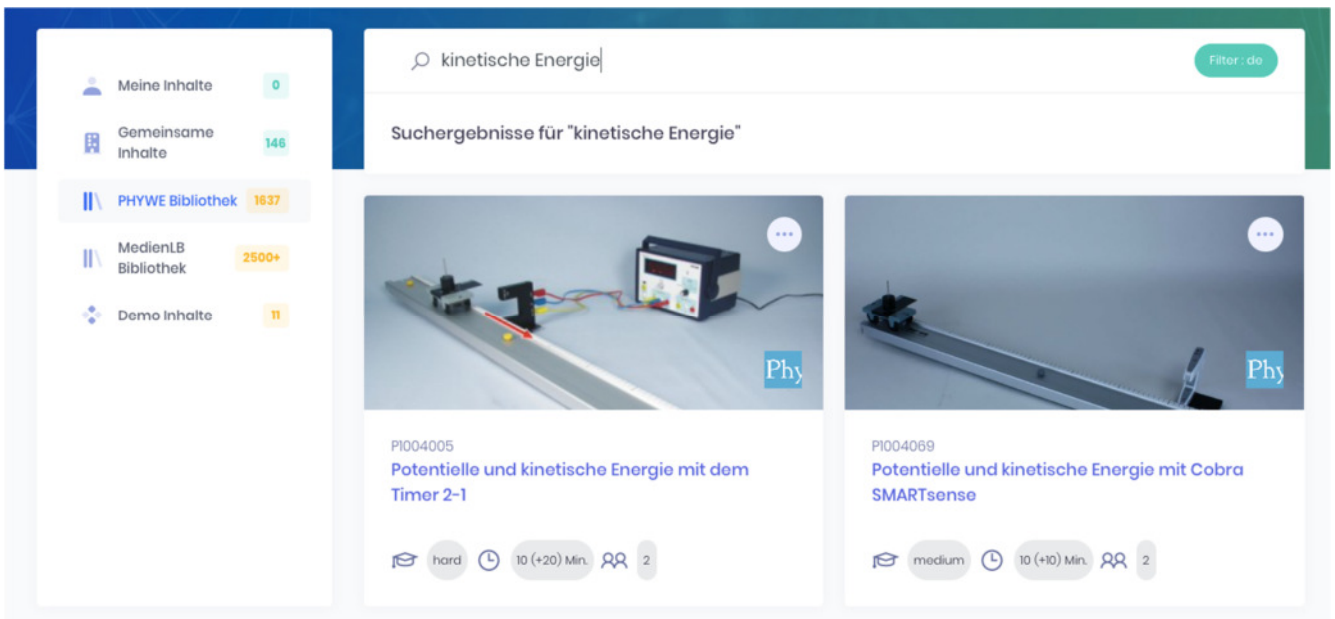 Meine Inhalte 0
Gemeinsame
Inhalte 146
PHYWE Bibliothek 1637
MedienLB
Bibliothek 2500+
Demo Inhalte 11
kinetische Energie
Filter : de
Suchergebnisse für "kinetische Energie"
Phy
P1004005
Potentielle und kinetische Energie mit dem
Timer 2-1
hard 10 (+20) Min. 2
Phy
P1004069
Potentielle und kinetische Energie mit Cobra
SMARTsense
medium 10 (+10) Min. 2